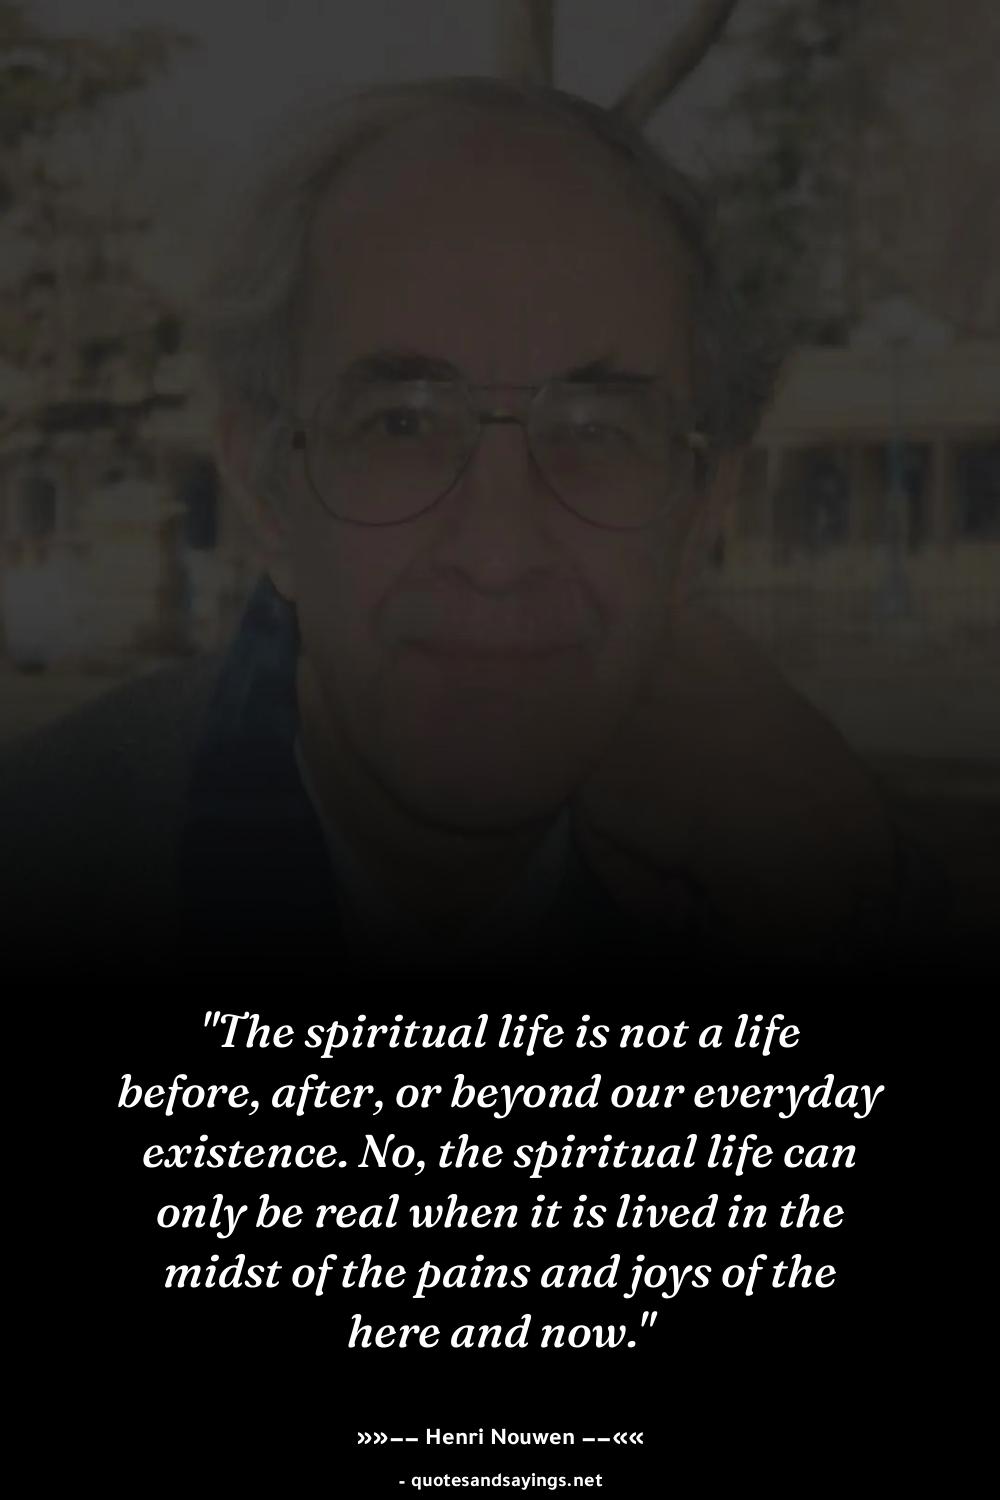 "The spiritual life is not a life
before, after, or beyond our everyday
existence. No, the spiritual life can
only be real when it is lived in the
midst of the pains and joys of the
here and now."
»»−− Henri Nouwen −−««
- quotesandsayings.net